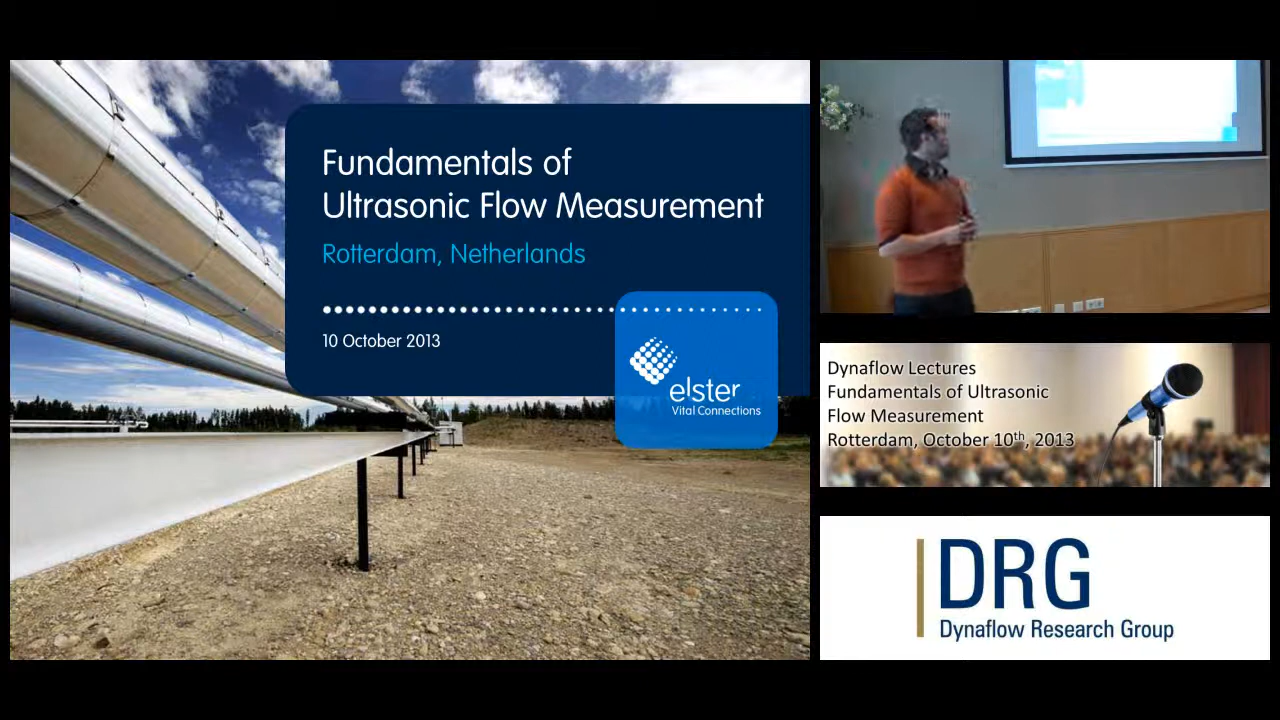 Fundamentals of
Ultrasonic Flow Measurement
Rotterdam, Netherlands
10 October 2013
elster
Vital Connections
Dynaflow Lectures
Fundamentals of Ultrasonic
Flow Measurement
Rotterdam, October 10th, 2013
DRG
Dynaflow Research Group